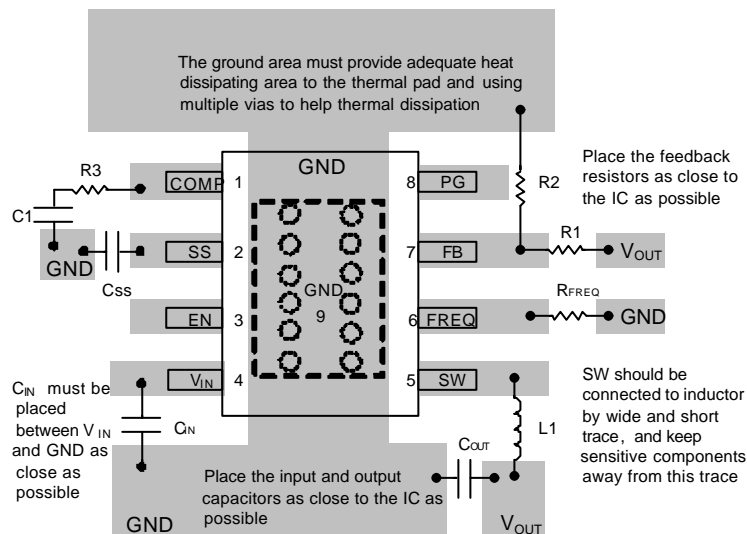 The ground area must provide adequate heat
dissipating area to the thermal pad and using
multiple vias to help thermal dissipation
GND
R3
COMP
1
C1
GND
CSS
SS
2
EN
3
VIN
4
GND
9
8
PG
7
FB
6
FREQ
5
SW
R2
R1
VOUT
RFREQ
GND
Place the feedback
resistors as close to
the IC as possible
CIN must be
placed
between VIN
and GND as
close as
possible
CIN
GND
Place the input and output
capacitors as close to the IC as
possible
COUT
L1
VOUT
SW should be
connected to inductor
by wide and short
trace, and keep
sensitive components
away from this trace